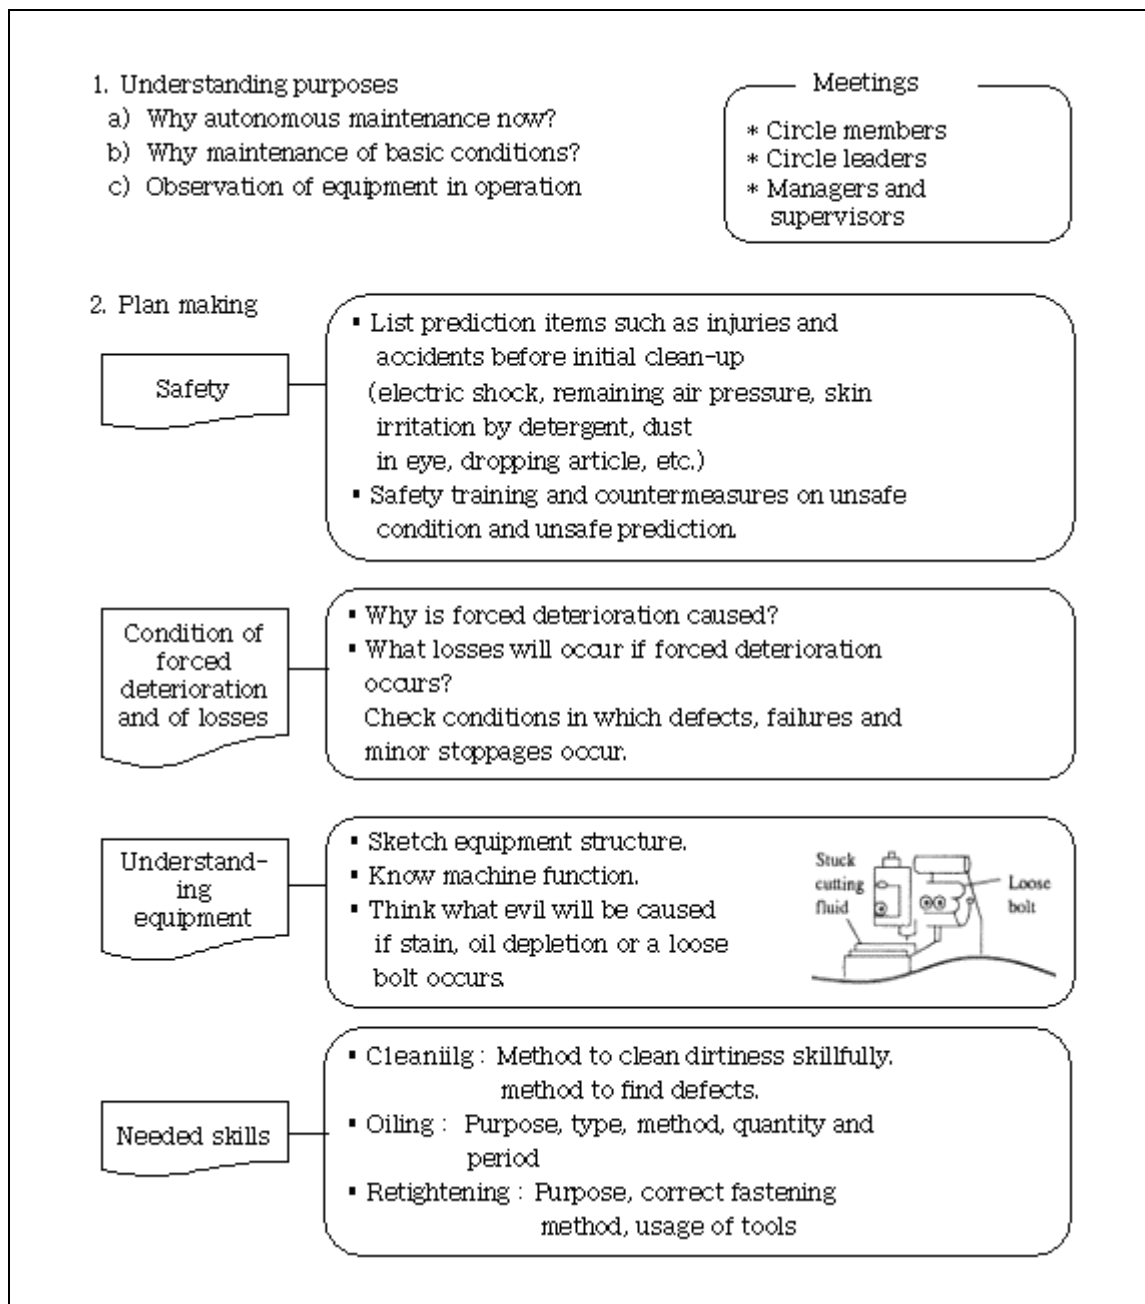 1. Understanding purposes
a) Why autonomous maintenance now?
b) Why maintenance of basic conditions?
c) Observation of equipment in operation
Meetings
* Circle members
* Circle leaders
* Managers and
supervisors
2. Plan making
Safety
▪ List prediction items such as injuries and
accidents before initial clean-up
(electric shock, remaining air pressure, skin
irritation by detergent, dust
in eye, dropping article, etc.)
▪ Safety training and countermeasures on unsafe
condition and unsafe prediction.
Condition of
forced
deterioration
and of losses
▪ Why is forced deterioration caused?
▪ What losses will occur if forced deterioration
occurs?
Check conditions in which defects, failures and
minor stoppages occur.
Understand-
ing
equipment
▪ Sketch equipment structure.
▪ Know machine function.
▪ Think what evil will be caused
if stain, oil depletion or a loose
bolt occurs.
Stuck
cutting
fluid
Loose
bolt
Needed skills
▪ C1eaniilg : Method to clean dirtiness skillfully.
method to find defects.
▪ Oiling : Purpose, type, method, quantity and
period
▪ Retightening : Purpose, correct fastening
method, usage of tools